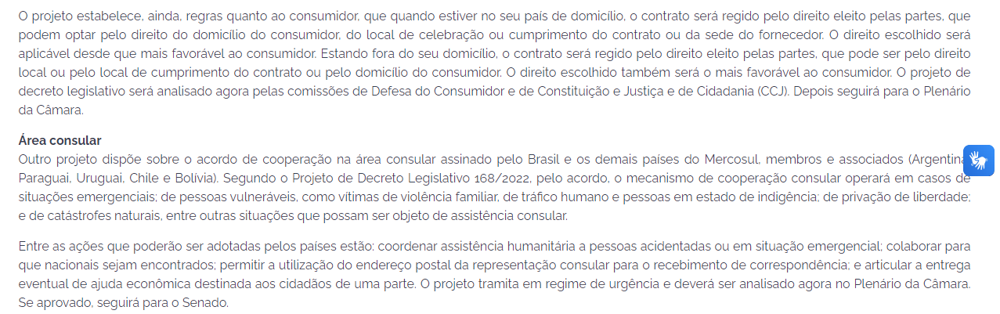 O projeto estabelece, ainda, regras quanto ao consumidor, que quando estiver no seu país de domicílio, o contrato será regido pelo direito eleito pelas partes, que
podem optar pelo direito do domicílio do consumidor, do local de celebração ou cumprimento do contrato ou da sede do fornecedor. O direito escolhido será
aplicável desde que mais favorável ao consumidor. Estando fora do seu domicílio, o contrato será regido pelo direito eleito pelas partes, que pode ser pelo direito
local ou pelo local de cumprimento do contrato ou pelo domicílio do consumidor. O direito escolhido também será o mais favorável ao consumidor. O projeto de
decreto legislativo será analisado agora pelas comissões de Defesa do Consumidor e de Constituição e Justiça e de Cidadania (CCJ). Depois seguirá para o Plenário
da Câmara.
Área consular
Outro projeto dispõe sobre o acordo de cooperação na área consular assinado pelo Brasil e os demais países do Mercosul, membros e associados (Argentina,
Paraguai, Uruguai, Chile e Bolívia). Segundo o Projeto de Decreto Legislativo 168/2022, pelo acordo, o mecanismo de cooperação consular operará em casos de
situações emergenciais; de pessoas vulneráveis, como vítimas de violência familiar, de tráfico humano e pessoas em estado de indigência; de privação de liberdade;
e de catástrofes naturais, entre outras situações que possam ser objeto de assistência consular.
Entre as ações que poderão ser adotadas pelos países estão: coordenar assistência humanitária a pessoas acidentadas ou em situação emergencial; colaborar para
que nacionais sejam encontrados; permitir a utilização do endereço postal da representação consular para o recebimento de correspondência; e articular a entrega
eventual de ajuda econômica destinada aos cidadãos de uma parte. O projeto tramita em regime de urgência e deverá ser analisado agora no Plenário da Câmara.
Se aprovado, seguirá para o Senado.